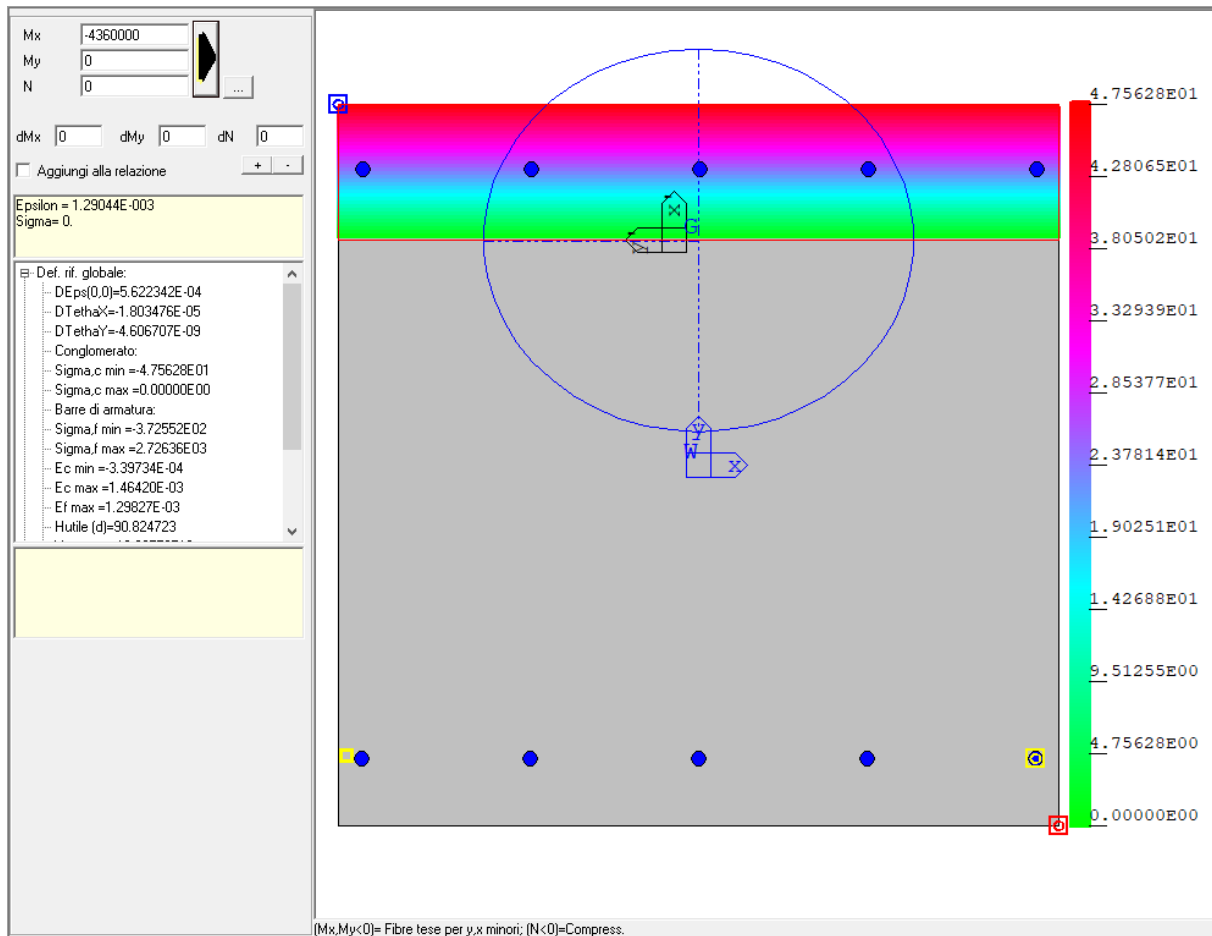 Mx -4360000
My 0
N 0
...
dMx 0 dMy 0 dN 0
Aggiungi alla relazione + -
Epsilon = 1.29044E-003
Sigma= 0.
Def. rif. globale:
DEps(0,0)=5.622342E-04
DTethaX=-1.803476E-05
DTethaY=-4.606707E-09
Conglomerato:
Sigma,c min =-4.75628E01
Sigma,c max =0.00000E00
Barre di armatura:
Sigma,f min =-3.72552E02
Sigma,f max =2.72636E03
Ec min =-3.39734E-04
Ec max =1.46420E-03
Ef max =1.29827E-03
Hutile (d)=90.824723
x
G
y
y
W
x
4.75628E01
4.28065E01
3.80502E01
3.32939E01
2.85377E01
2.37814E01
1.90251E01
1.42688E01
9.51255E00
4.75628E00
0.00000E00
(Mx,My<0)= Fibre tese per y,x minori; (N<0)=Compress.